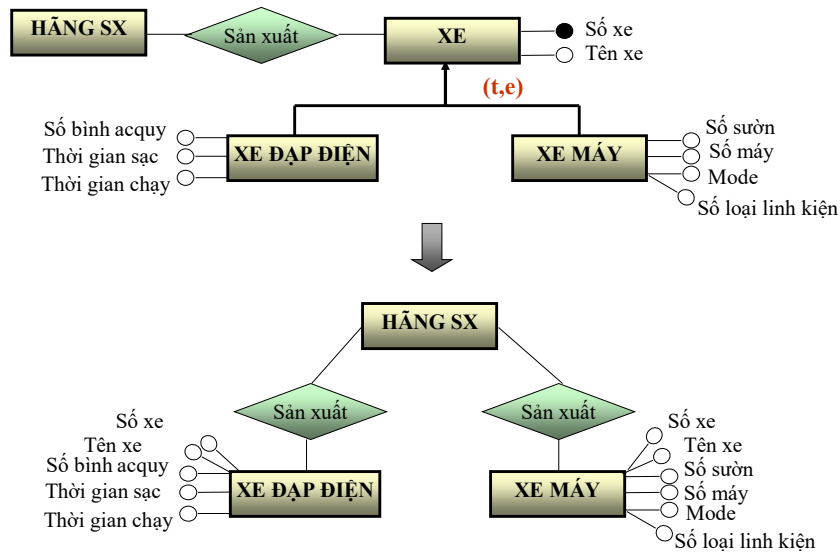 HÃNG SX
Sản xuất
XE
Số xe
Tên xe
(t,e)
Số bình acquy
Thời gian sạc
Thời gian chạy
XE ĐẠP ĐIỆN
XE MÁY
Số sườn
Số máy
Mode
Số loại linh kiện
HÃNG SX
Sản xuất
Sản xuất
Số xe
Tên xe
Số bình acquy
Thời gian sạc
Thời gian chạy
XE ĐẠP ĐIỆN
XE MÁY
Số xe
Tên xe
Số sườn
Số máy
Mode
Số loại linh kiện